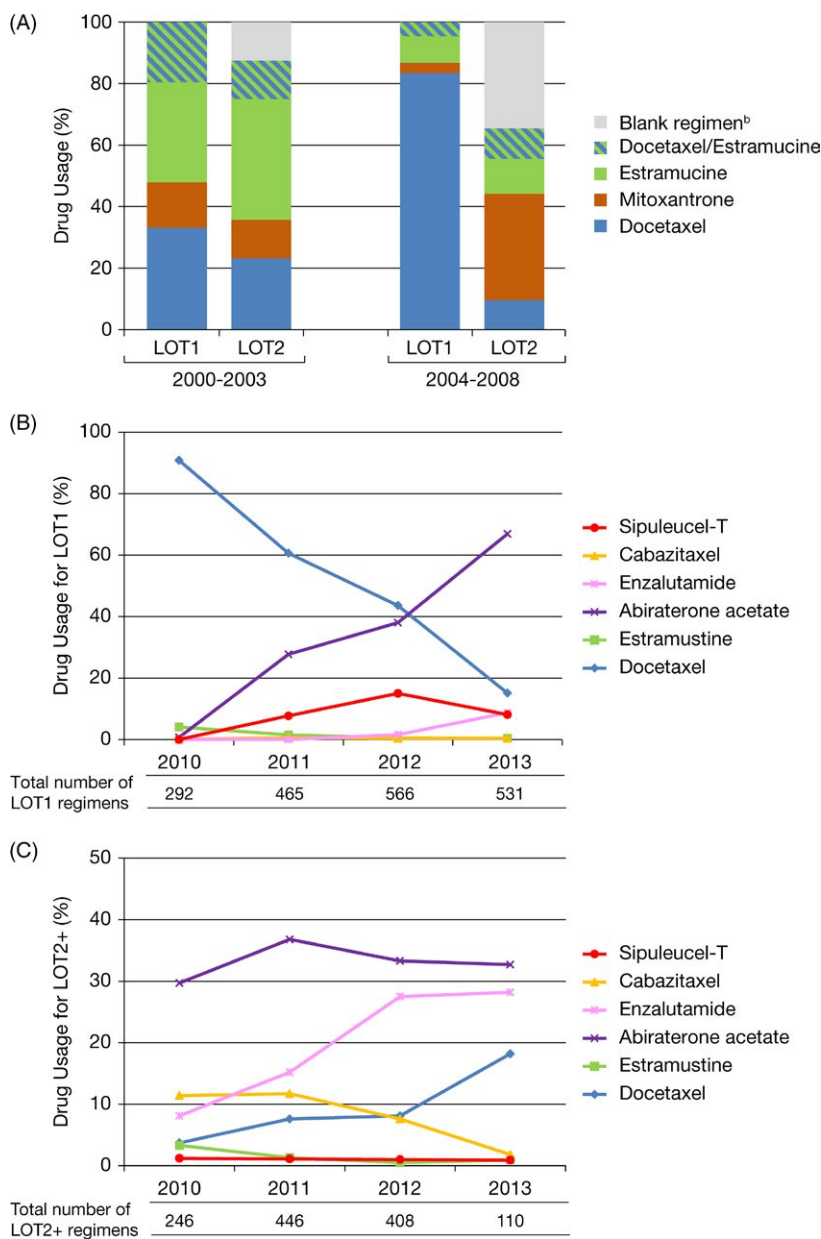 (A)
Drug Usage (%)
100
80
60
40
20
0
LOT1 LOT2 LOT1 LOT2
2000-2003 2004-2008
Blank regimenᵇ
Docetaxel/Estramucine
Estramucine
Mitoxantrone
Docetaxel
(B)
Drug Usage for LOT1 (%)
100
80
60
40
20
0
2010 2011 2012 2013
Total number of
LOT1 regimens
292 465 566 531
Sipuleucel-T
Cabazitaxel
Enzalutamide
Abiraterone acetate
Estramustine
Docetaxel
(C)
Drug Usage for LOT2+ (%)
50
40
30
20
10
0
2010 2011 2012 2013
Total number of
LOT2+ regimens
246 446 408 110
Sipuleucel-T
Cabazitaxel
Enzalutamide
Abiraterone acetate
Estramustine
Docetaxel